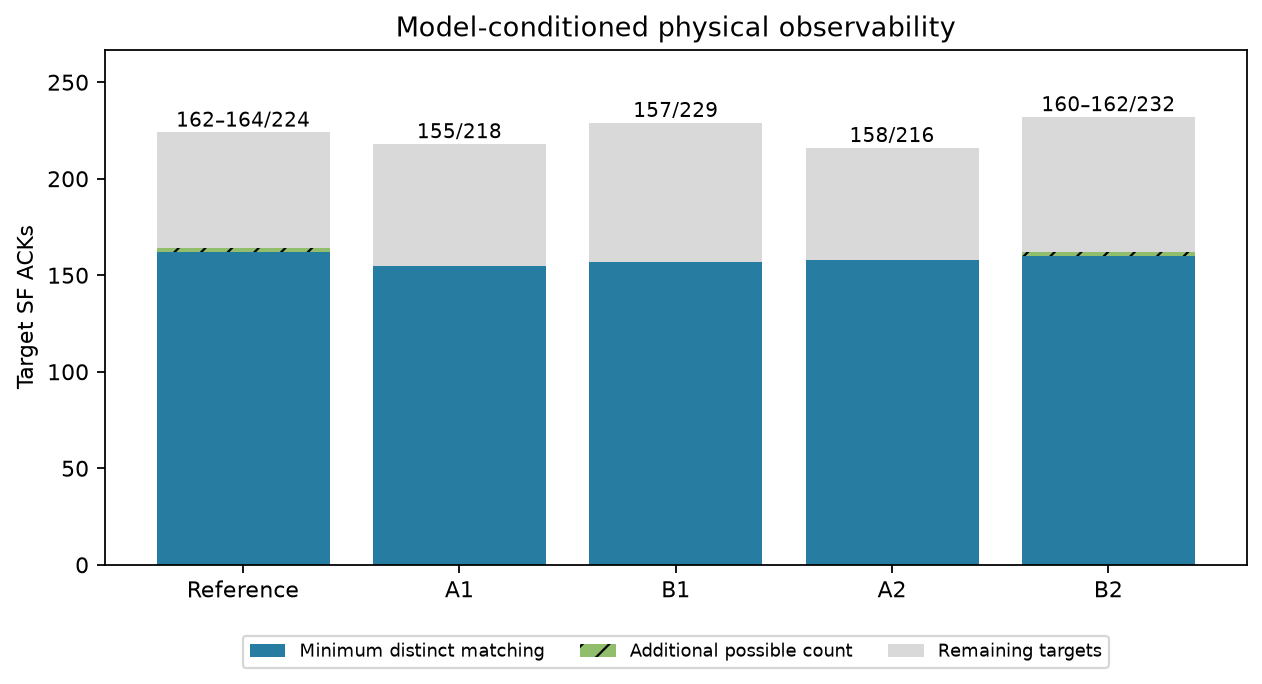 Model-conditioned physical observability
Target SF ACKs
250
200
150
100
50
0
162–164/224
155/218
157/229
158/216
160–162/232
Reference
A1
B1
A2
B2
Minimum distinct matching
Additional possible count
Remaining targets